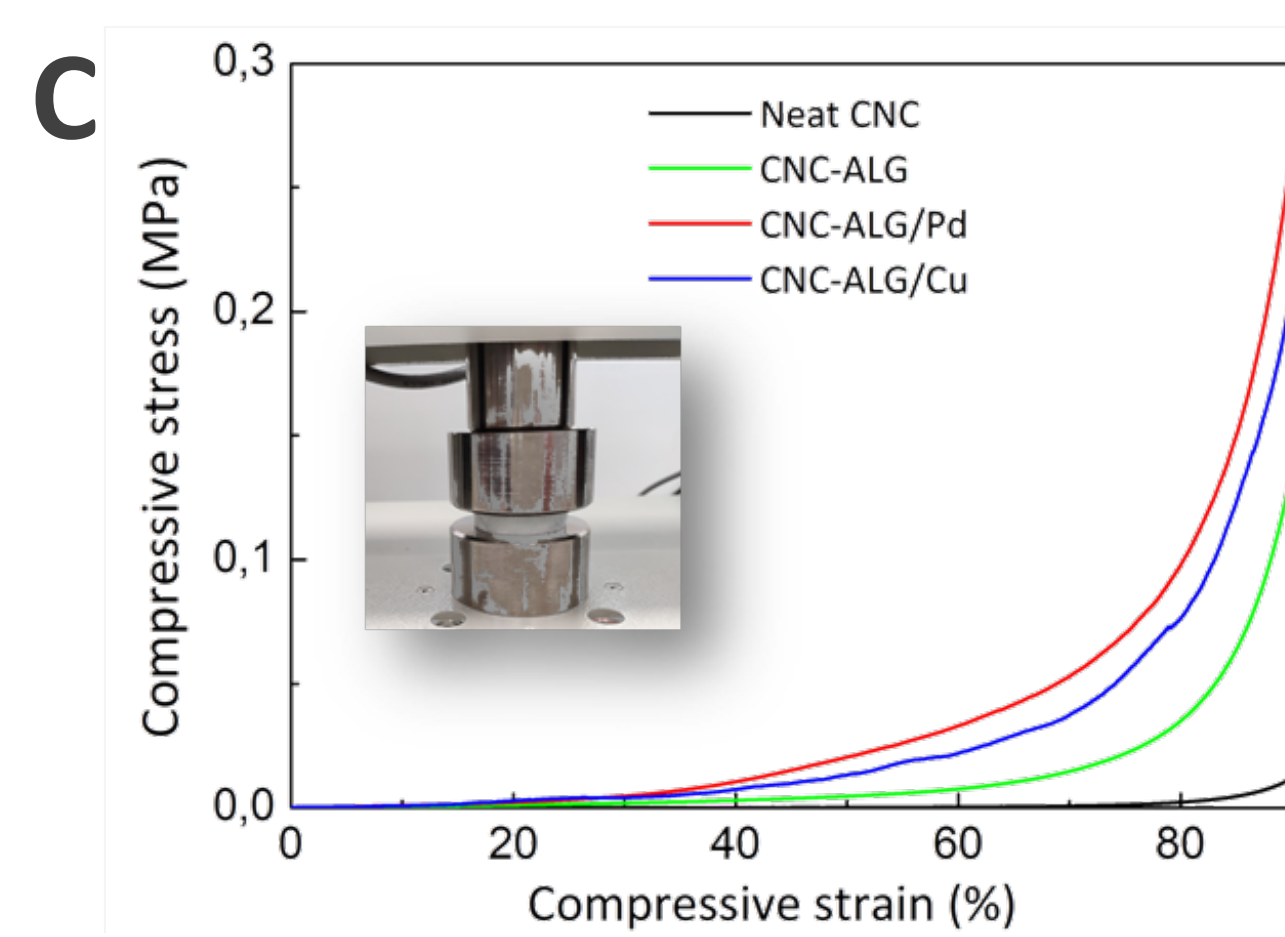 C
0,3
0,2
0,1
0,0
Compressive stress (MPa)
Neat CNC
CNC-ALG
CNC-ALG/Pd
CNC-ALG/Cu
0 20 40 60 80
Compressive strain (%)